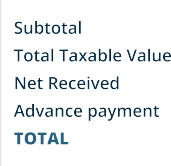 Subtotal
Total Taxable Value
Net Received
Advance payment
TOTAL